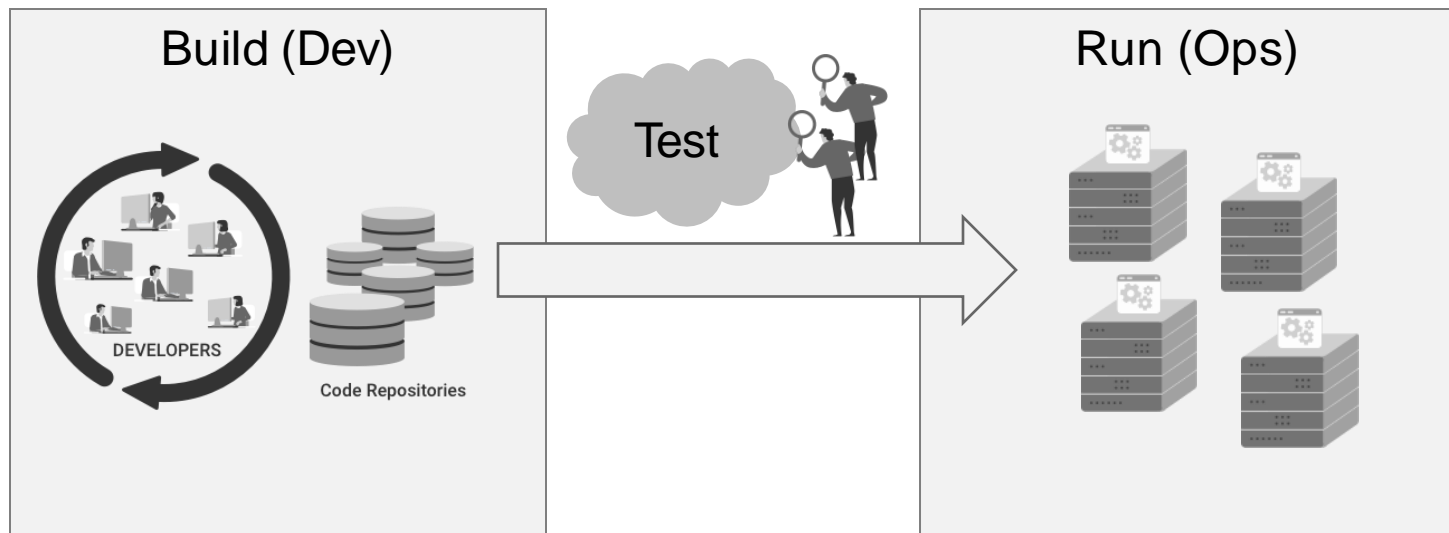 Build (Dev)
Test
Run (Ops)
DEVELOPERS
Code Repositories